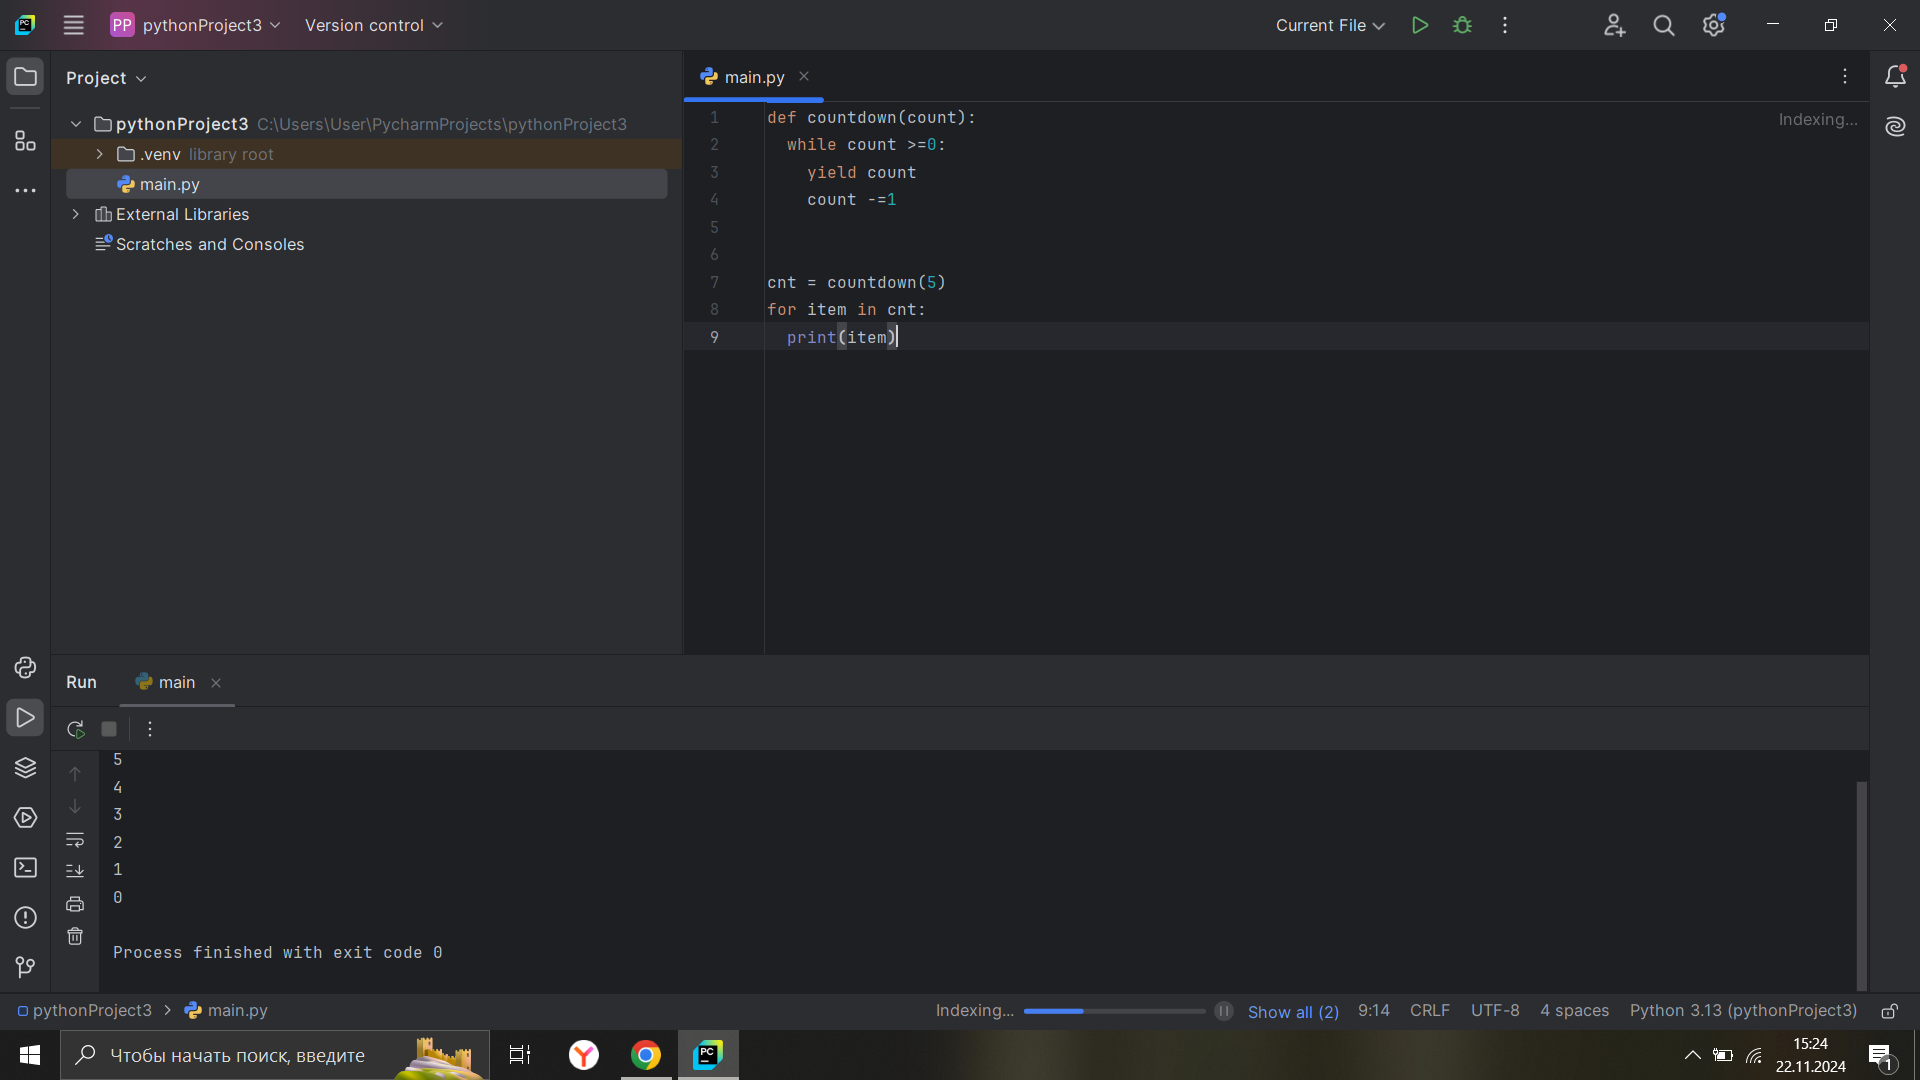 PC
PP pythonProject3 Version control Current File
Project
main.py
pythonProject3 C:\Users\User\PycharmProjects\pythonProject3
.venv library root
main.py
External Libraries
Scratches and Consoles
1 def countdown(count):
2 while count >=0:
3 yield count
4 count -=1
5
6
7 cnt = countdown(5)
8 for item in cnt:
9 print(item)
Indexing...
Run main
5
4
3
2
1
0
Process finished with exit code 0
pythonProject3 > main.py Indexing... Show all (2) 9:14 CRLF UTF-8 4 spaces Python 3.13 (pythonProject3)
Чтобы начать поиск, введите
PC
15:24
22.11.2024
1